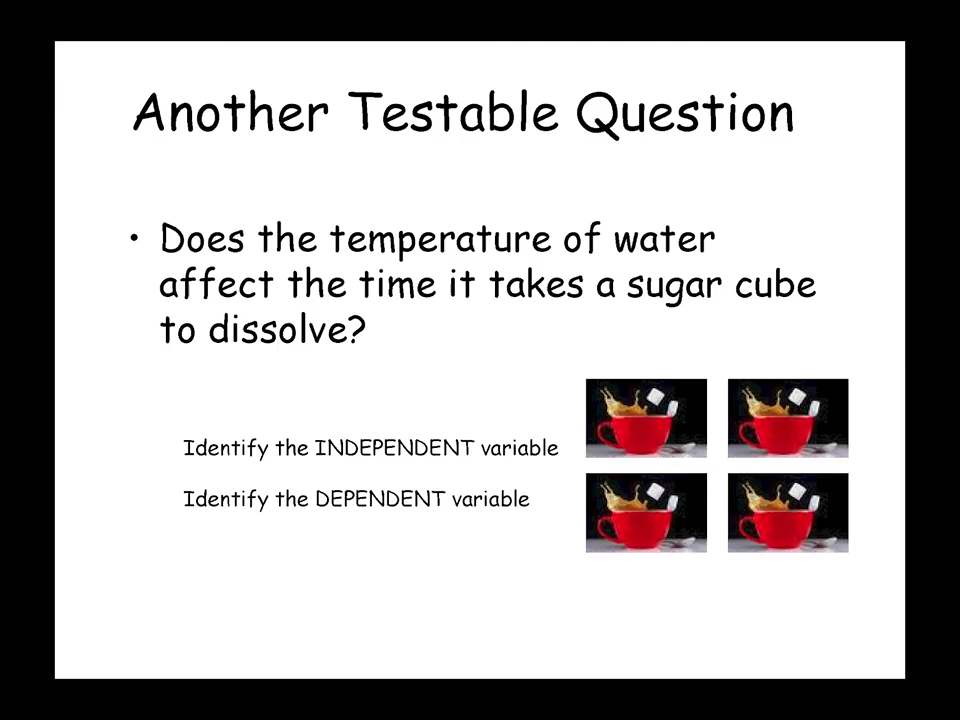 Another Testable Question
• Does the temperature of water
affect the time it takes a sugar cube
to dissolve?
Identify the INDEPENDENT variable
Identify the DEPENDENT variable